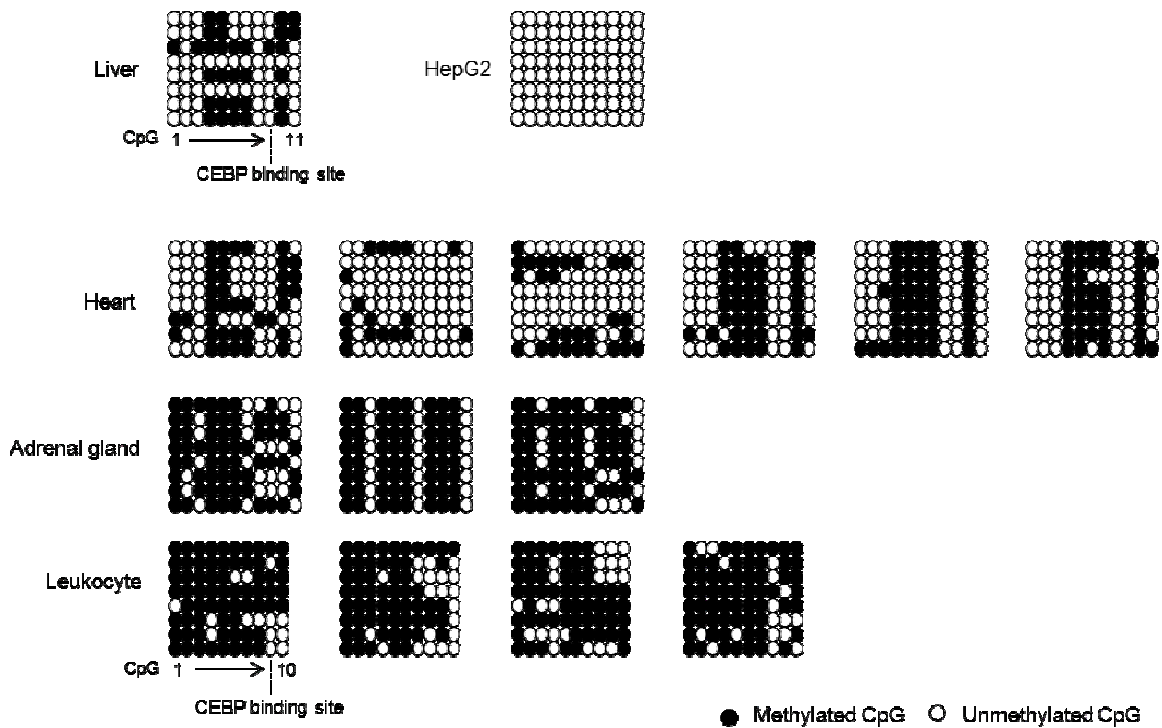 Liver
HepG2
CpG 1 11
CEBP binding site
Heart
Adrenal gland
Leukocyte
CpG 1 10
CEBP binding site
Methylated CpG Unmethylated CpG